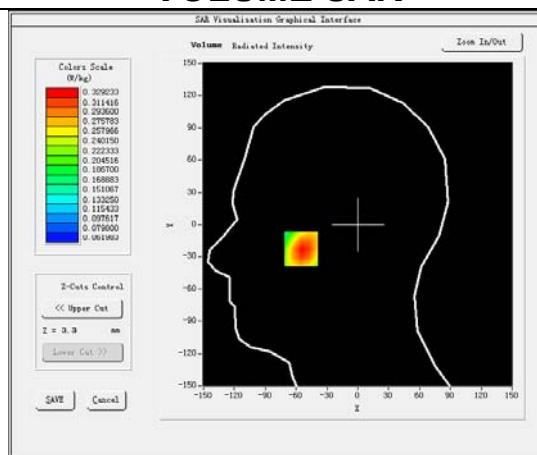 VOLUME SAR
SAR Visualisation Graphical Interface
Volume Radiated Intensity
Zoom In/Out
Colors Scale
(W/kg)
0.329233
0.311416
0.293600
0.275783
0.257966
0.240150
0.222333
0.204516
0.186700
0.168883
0.151067
0.133250
0.115433
0.097617
0.079800
0.061983
Z-Cuts Control
<< Upper Cut
Z = 3.3 mm
Lower Cut >>
SAVE
Cancel
150
120
90
60
30
0
-30
-60
-90
-120
-150
Y
-150 -120 -90 -60 -30 0 30 60 90 120 150
X